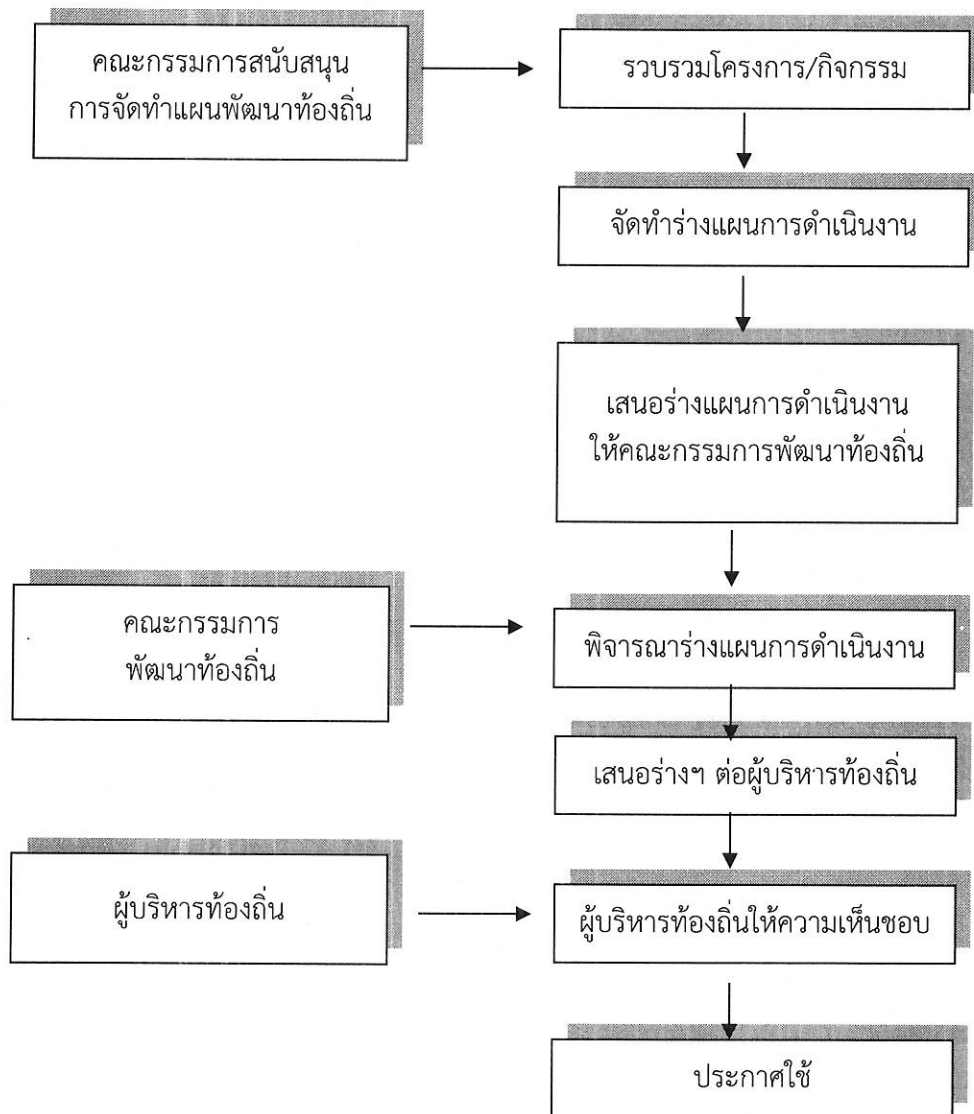 คณะกรรมการสนับสนุน
การจัดทำแผนพัฒนาท้องถิ่น
รวบรวมโครงการ/กิจกรรม
จัดทำร่างแผนการดำเนินงาน
เสนอร่างแผนการดำเนินงาน
ให้คณะกรรมการพัฒนาท้องถิ่น
คณะกรรมการ
พัฒนาท้องถิ่น
พิจารณาร่างแผนการดำเนินงาน
เสนอร่างฯ ต่อผู้บริหารท้องถิ่น
ผู้บริหารท้องถิ่น
ผู้บริหารท้องถิ่นให้ความเห็นชอบ
ประกาศใช้